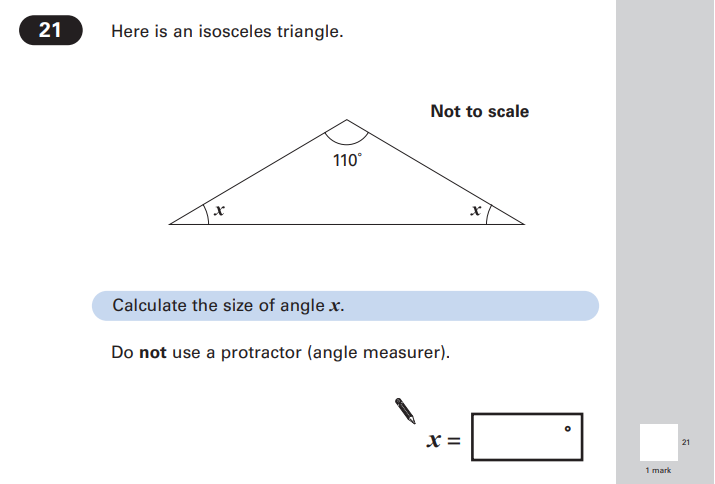 21
Here is an isosceles triangle.
Not to scale
110°
x
x
Calculate the size of angle x.
Do not use a protractor (angle measurer).
x = °
21
1 mark